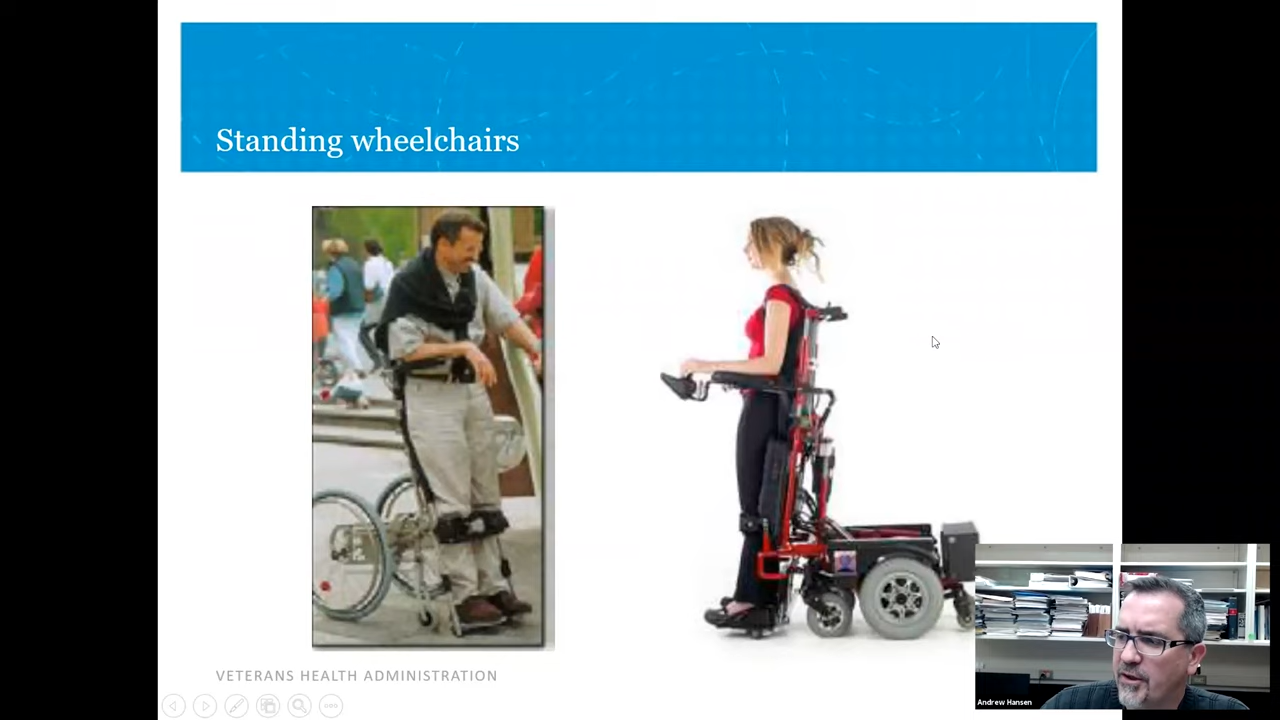 Standing wheelchairs
VETERANS HEALTH ADMINISTRATION
Andrew Hansen